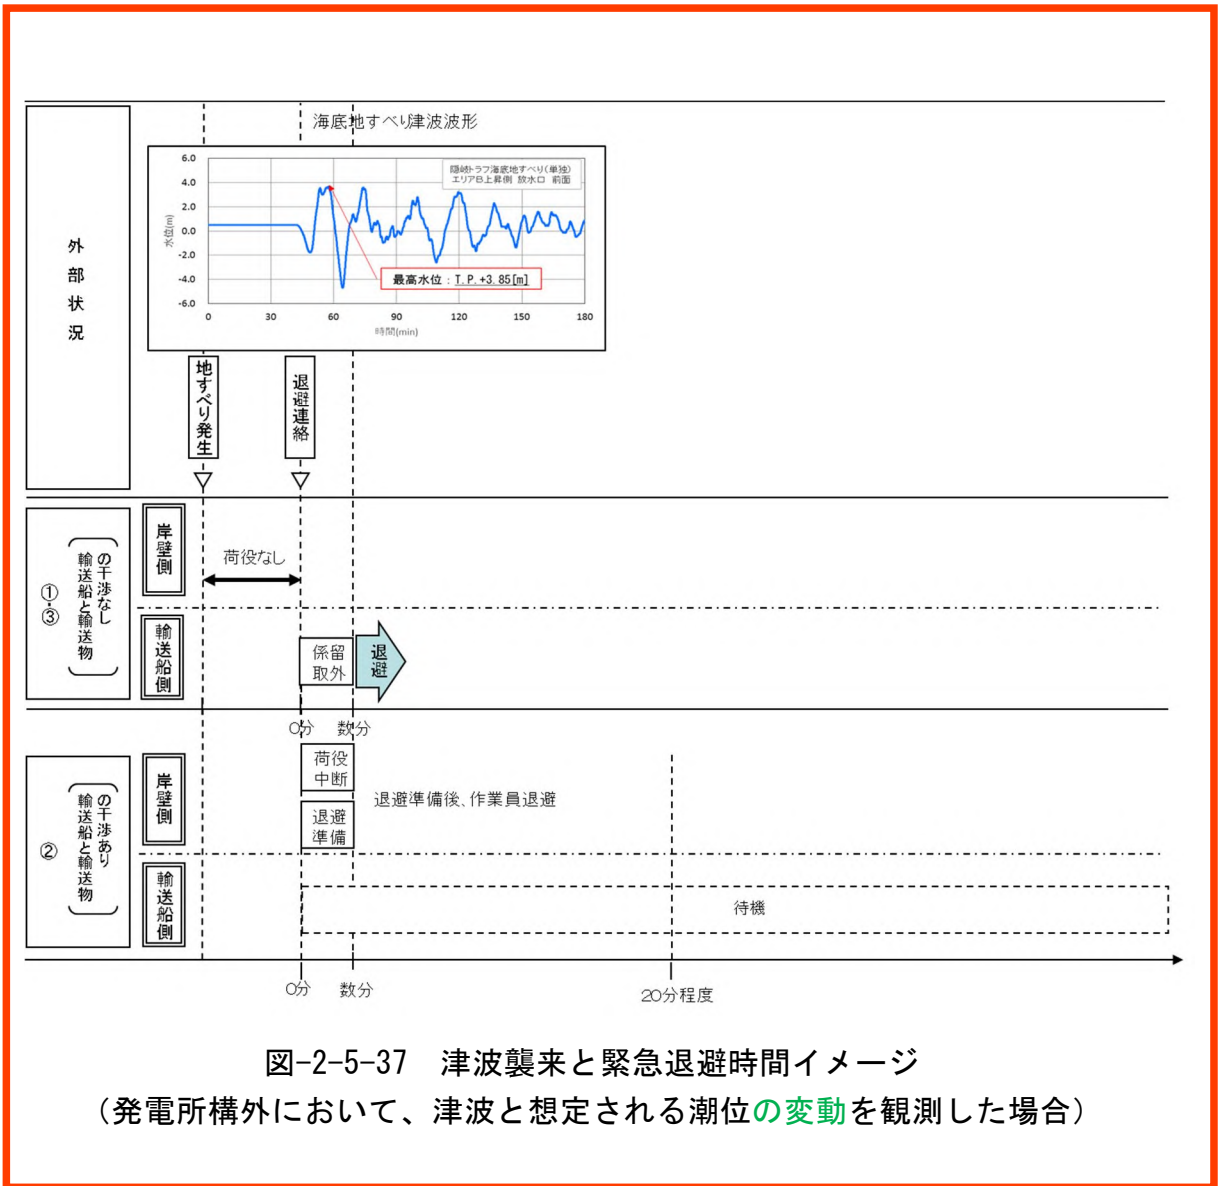 海底地すべり津波波形
隠岐トラフ海底地すべり(単独)
エリアB上昇側 放水口 前面
6.0
4.0
2.0
0.0
-2.0
-4.0
-6.0
水位(m)
最高水位：T.P.+3.85[m]
0 30 60 90 120 150 180
時間(min)
外部状況
地すべり発生
退避連絡
①・③
輸送船と輸送物
の干渉なし
岸壁側
荷役なし
輸送船側
係留
取外
退避
0分 数分
②
輸送船と輸送物
の干渉あり
岸壁側
荷役
中断
退避
準備
退避準備後、作業員退避
輸送船側
待機
0分 数分 20分程度
図-2-5-37 津波襲来と緊急退避時間イメージ
（発電所構外において、津波と想定される潮位の変動を観測した場合）